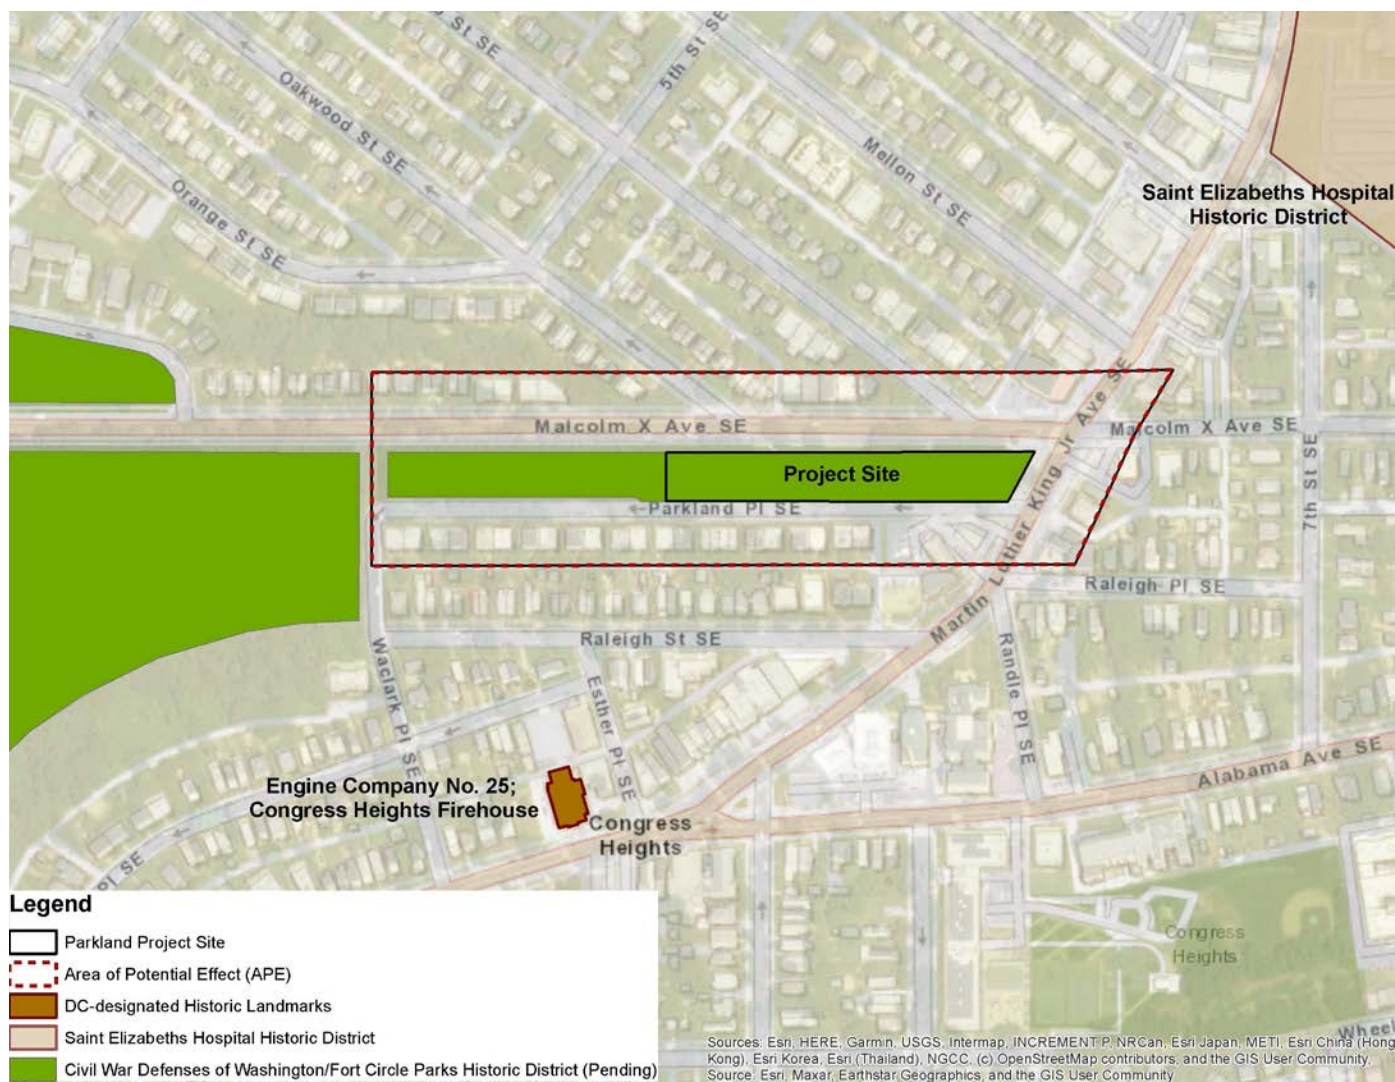 St SE
5th St SE
Oakwood St SE
Mellon St SE
Orange St SE
Saint Elizabeths Hospital
Historic District
Malcolm X Ave SE
Malcolm X Ave SE
Project Site
Parkland Pl SE
7th St SE
Martin Luther King Jr Ave SE
Raleigh Pl SE
Raleigh St SE
Waclark Pl SE
Esther Pl SE
Randle Pl SE
Alabama Ave SE
Engine Company No. 25;
Congress Heights Firehouse
Congress
Heights
Pl SE
Congress
Heights
Legend
Parkland Project Site
Area of Potential Effect (APE)
DC-designated Historic Landmarks
Saint Elizabeths Hospital Historic District
Civil War Defenses of Washington/Fort Circle Parks Historic District (Pending)
Wheel
Sources: Esri, HERE, Garmin, USGS, Intermap, INCREMENT P, NRCan, Esri Japan, METI, Esri China (Hong
Kong), Esri Korea, Esri (Thailand), NGCC, (c) OpenStreetMap contributors, and the GIS User Community,
Source: Esri, Maxar, Earthstar Geographics, and the GIS User Community